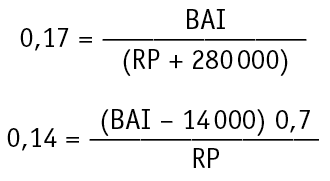 0,17 = BAI / (RP + 280 000)
0,14 = (BAI – 14 000) 0,7 / RP